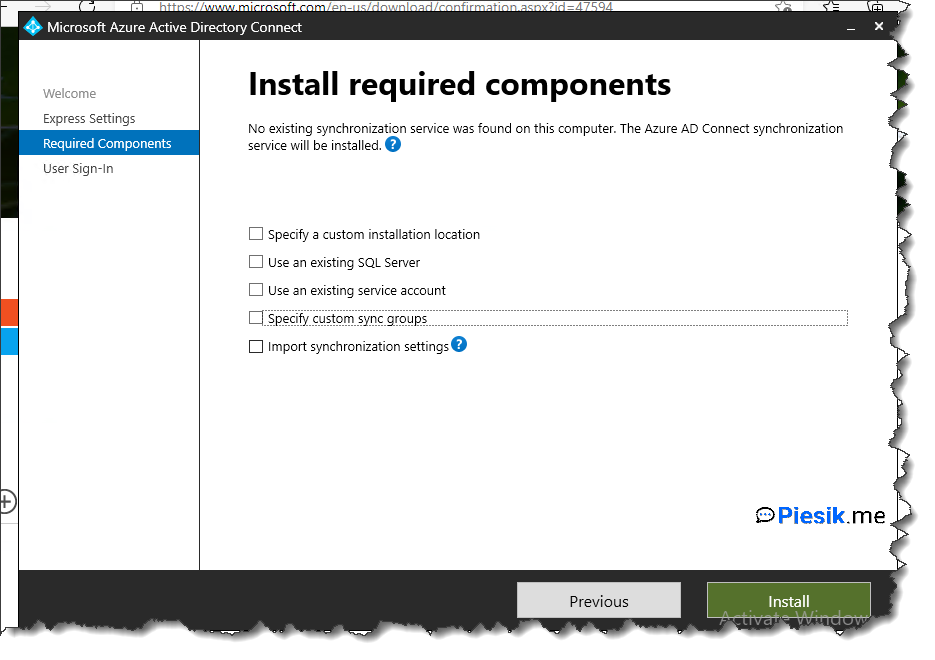 https://www.microsoft.com/en-us/download/confirmation.aspx?id=47594
Microsoft Azure Active Directory Connect
Welcome
Express Settings
Required Components
User Sign-In
Install required components
No existing synchronization service was found on this computer. The Azure AD Connect synchronization
service will be installed. ?
Specify a custom installation location
Use an existing SQL Server
Use an existing service account
Specify custom sync groups
Import synchronization settings ?
Piesik.me
Previous
Install
Activate Window